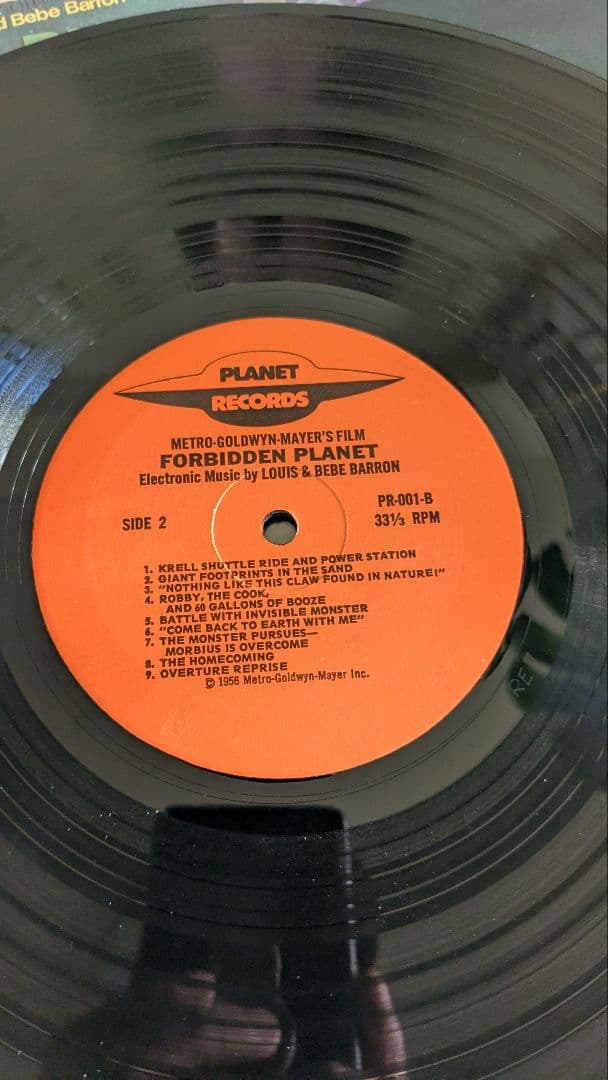 d Bebe Barron
PLANET
RECORDS
METRO-GOLDWYN-MAYER'S FILM
FORBIDDEN PLANET
Electronic Music by LOUIS & BEBE BARRON
SIDE 2
PR-001-B
33⅓ RPM
1. KRELL SHUTTLE RIDE AND POWER STATION
2. GIANT FOOTPRINTS IN THE SAND
3. "NOTHING LIKE THIS CLAW FOUND IN NATURE!"
4. ROBBY, THE COOK,
AND 60 GALLONS OF BOOZE
5. BATTLE WITH INVISIBLE MONSTER
6. "COME BACK TO EARTH WITH ME"
7. THE MONSTER PURSUES—
MORBIUS IS OVERCOME
8. THE HOMECOMING
9. OVERTURE REPRISE
© 1956 Metro-Goldwyn-Mayer Inc.
RE